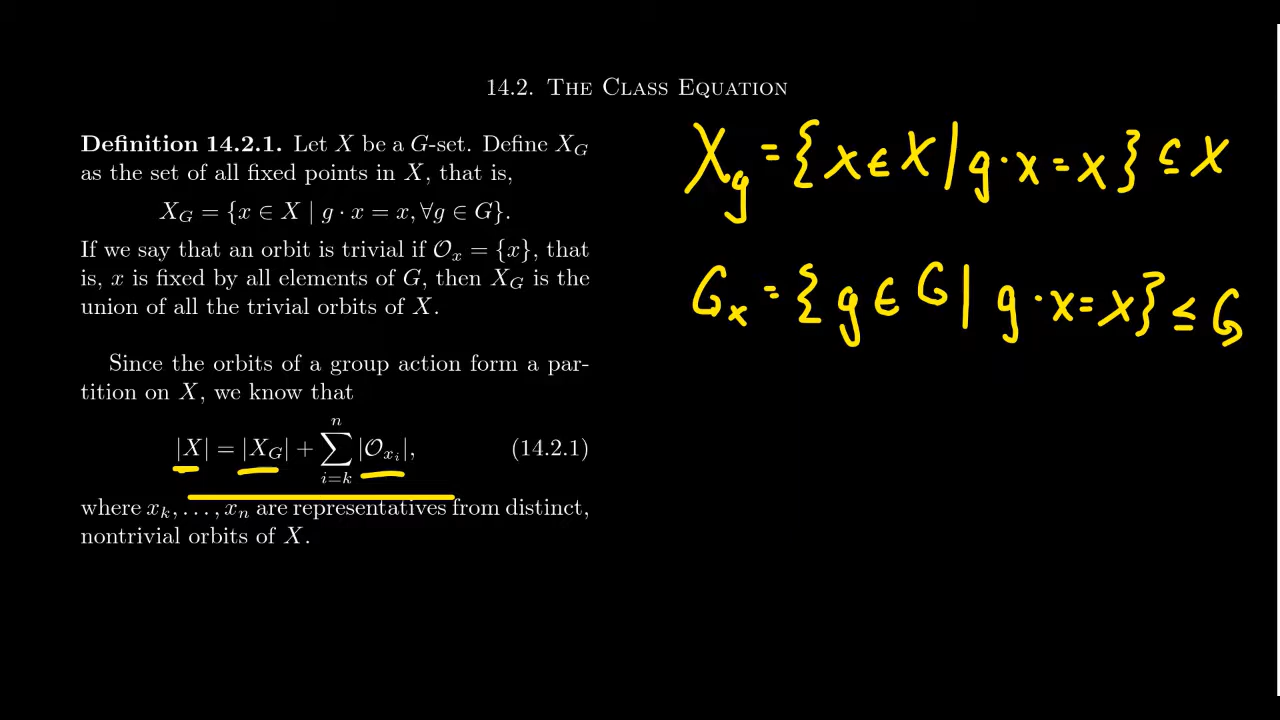 14.2. THE CLASS EQUATION
Definition 14.2.1. Let X be a G-set. Define X_G
as the set of all fixed points in X, that is,
X_G = {x ∈ X | g · x = x, ∀g ∈ G}.
If we say that an orbit is trivial if 𝒪_x = {x}, that
is, x is fixed by all elements of G, then X_G is the
union of all the trivial orbits of X.
Since the orbits of a group action form a par-
tition on X, we know that
|X| = |X_G| + ∑_{i=k}^{n} |𝒪_{x_i}|, (14.2.1)
where x_k, . . . , x_n are representatives from distinct,
nontrivial orbits of X.
X_g = {x ∈ X | g · x = x} ⊆ X
G_x = {g ∈ G | g · x = x} ≤ G